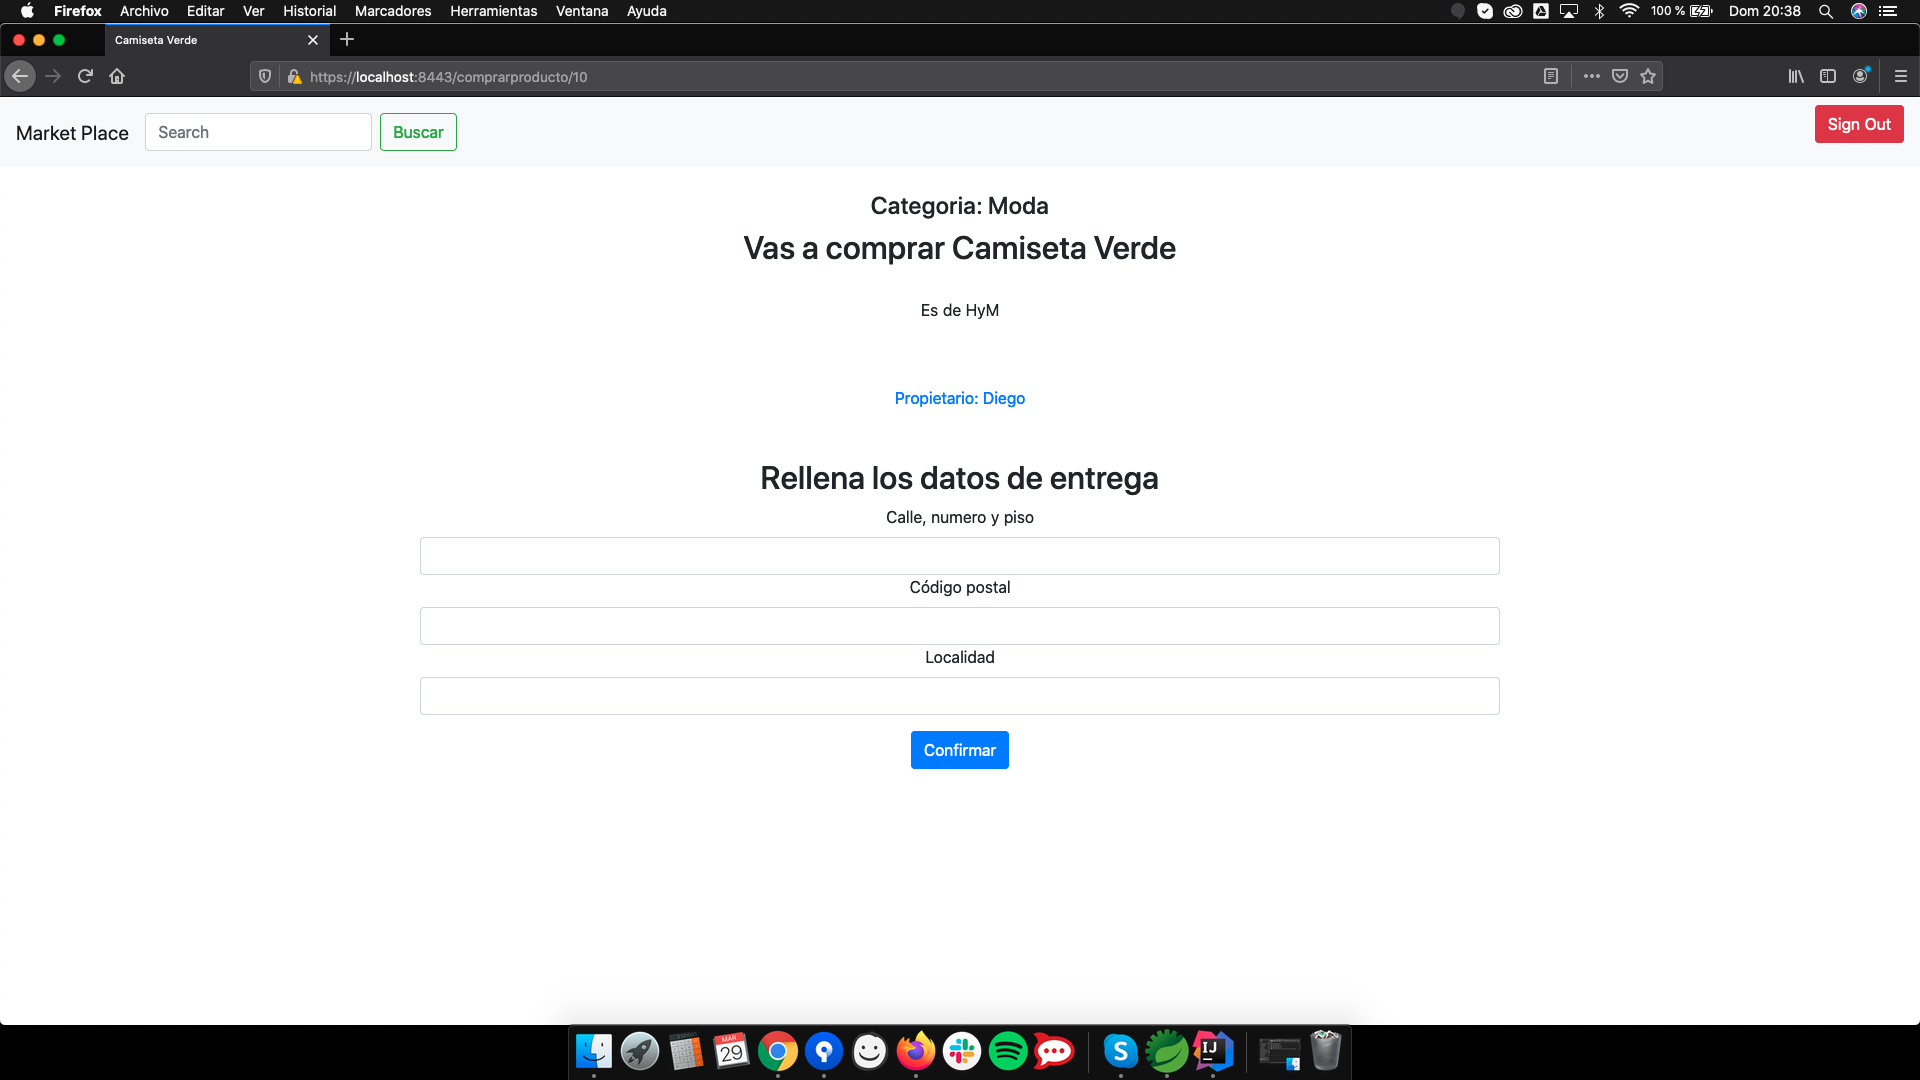 Firefox Archivo Editar Ver Historial Marcadores Herramientas Ventana Ayuda 100 % Dom 20:38
Camiseta Verde
https://localhost:8443/comprarproducto/10
Market Place Search Buscar Sign Out
Categoria: Moda
Vas a comprar Camiseta Verde
Es de HyM
Propietario: Diego
Rellena los datos de entrega
Calle, numero y piso
Código postal
Localidad
Confirmar
MAR
29
S
IJ